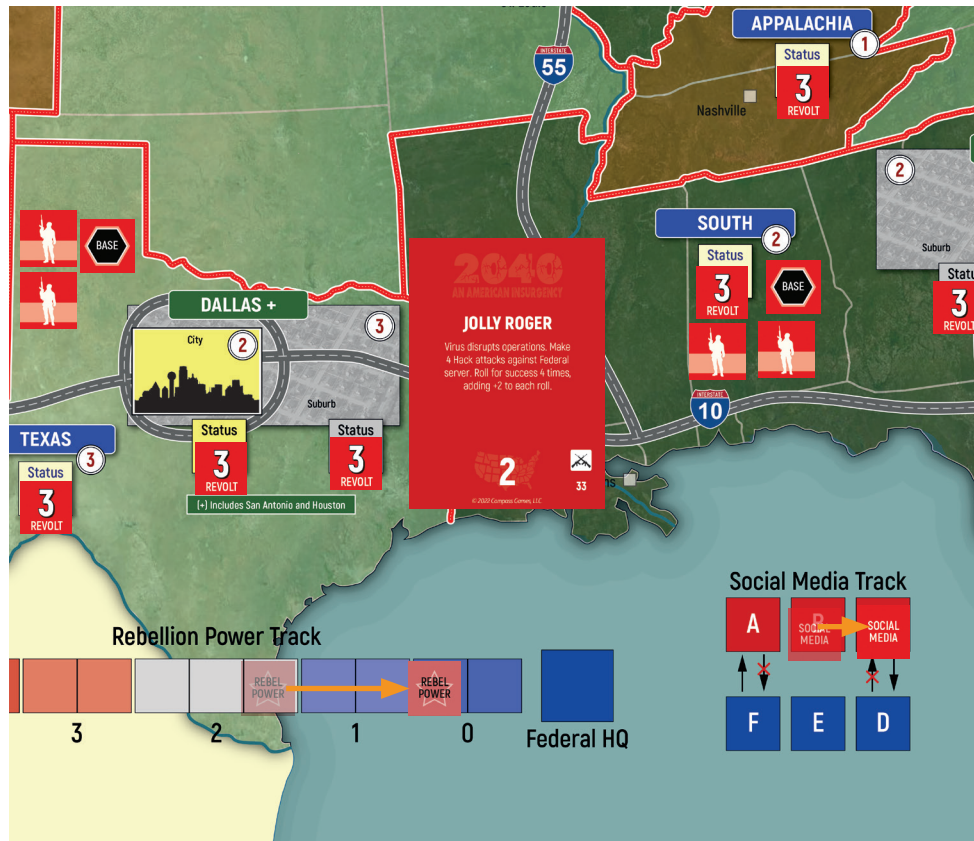 APPALACHIA
1
Status
3
REVOLT
Nashville
INTERSTATE
55
2
Suburb
SOUTH
2
Status
3
REVOLT
BASE
BASE
3
REVOLT
2040
AN AMERICAN INSURGENCY
JOLLY ROGER
Virus disrupts operations. Make
4 Hack attacks against Federal
server. Roll for success 4 times,
adding +2 to each roll.
2
33
© 2022 Compass Games, LLC.
DALLAS +
City
2
3
Suburb
Status
3
REVOLT
Status
3
REVOLT
(+) Includes San Antonio and Houston
TEXAS
3
Status
3
REVOLT
INTERSTATE
10
Social Media Track
A
B
SOCIAL
MEDIA
SOCIAL
MEDIA
F
E
D
Rebellion Power Track
REBEL
POWER
REBEL
POWER
3
2
1
0
Federal HQ